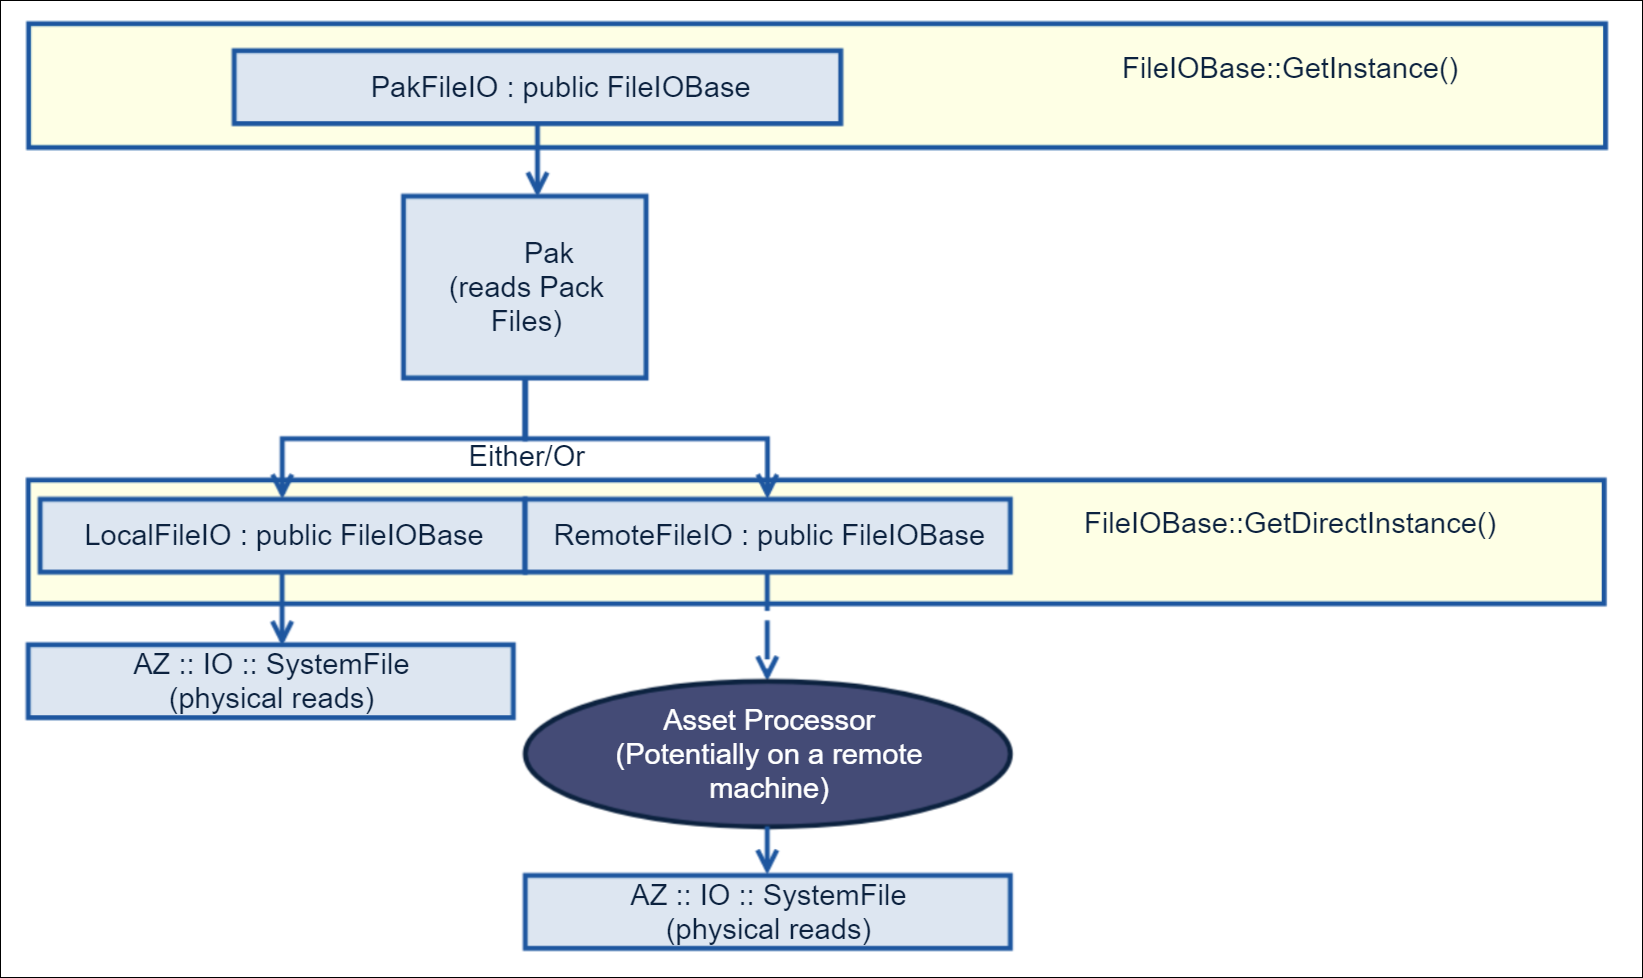 PakFileIO : public FileIOBase
FileIOBase::GetInstance()
Pak
(reads Pack
Files)
Either/Or
LocalFileIO : public FileIOBase
RemoteFileIO : public FileIOBase
FileIOBase::GetDirectInstance()
AZ :: IO :: SystemFile
(physical reads)
Asset Processor
(Potentially on a remote
machine)
AZ :: IO :: SystemFile
(physical reads)